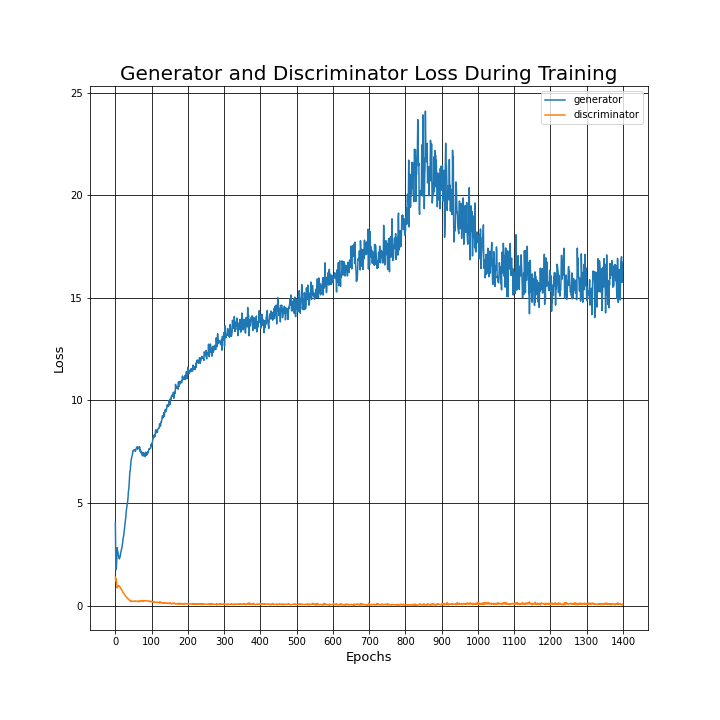 Generator and Discriminator Loss During Training
generator
discriminator
25
20
15
10
5
0
Loss
0 100 200 300 400 500 600 700 800 900 1000 1100 1200 1300 1400
Epochs